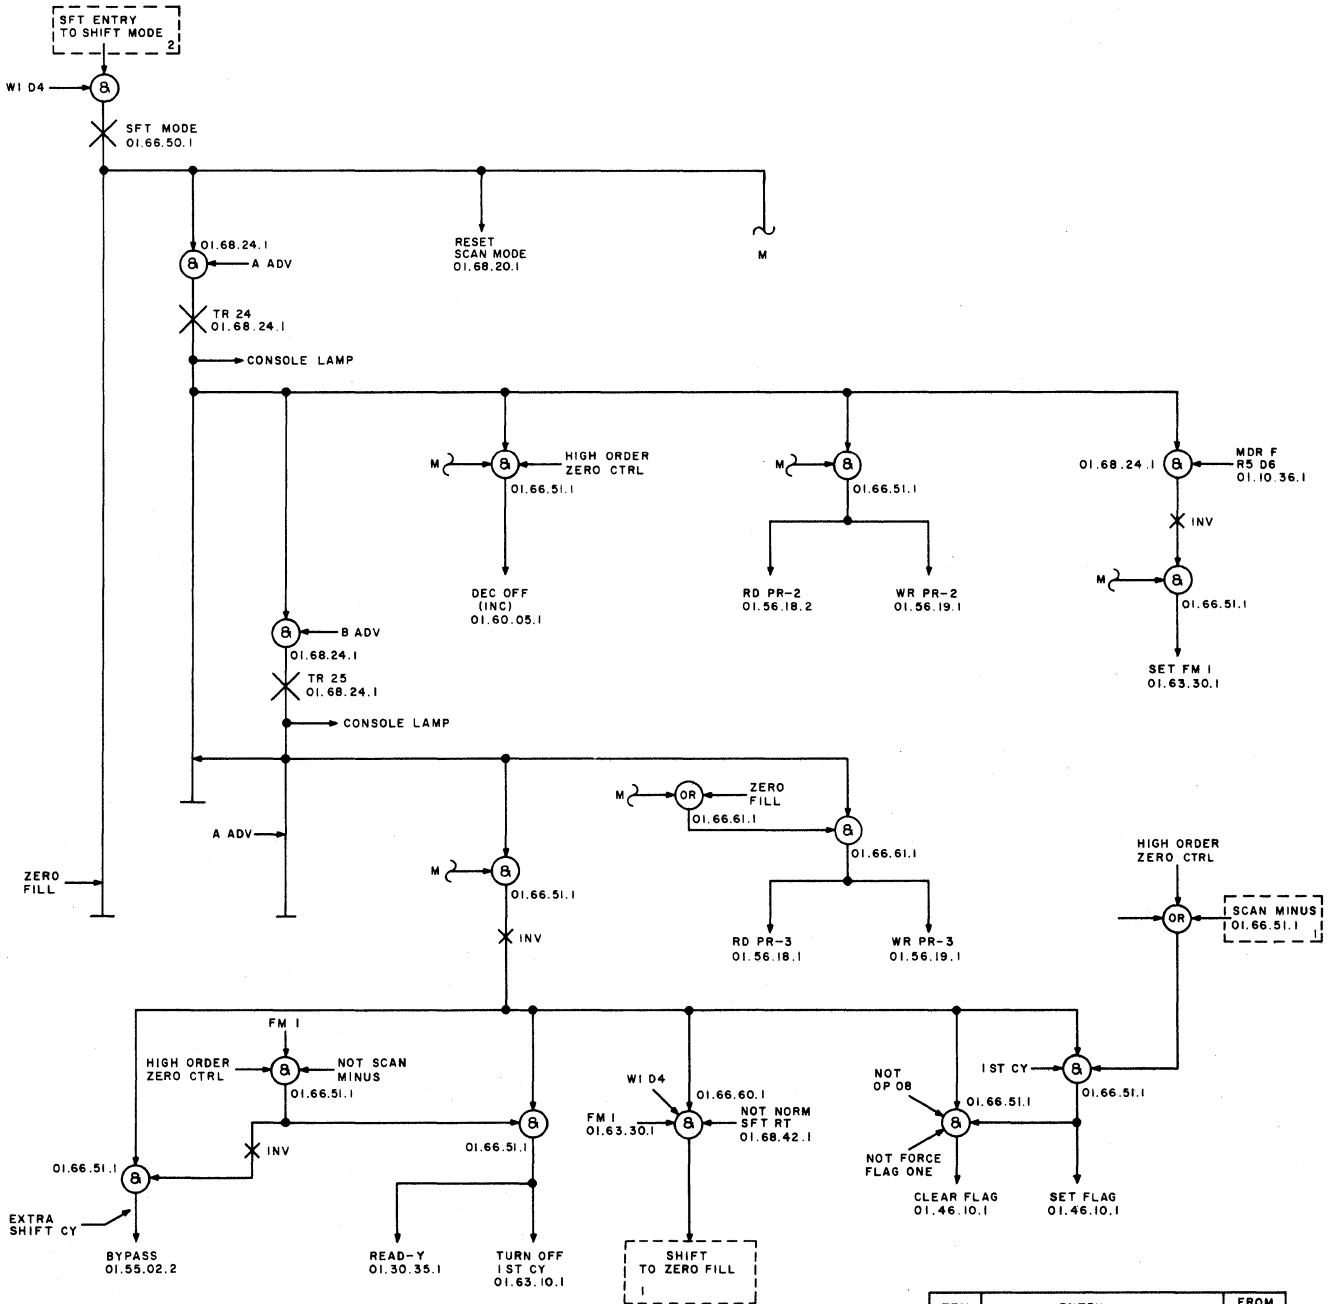 SFT ENTRY
TO SHIFT MODE
2
W1 D4
&
SFT MODE
01.66.50.1
01.68.24.1
&
A ADV
RESET
SCAN MODE
01.68.20.1
M
TR 24
01.68.24.1
CONSOLE LAMP
M
&
HIGH ORDER
ZERO CTRL
01.66.51.1
M
&
01.66.51.1
01.68.24.1
&
MDR F
R5 D6
01.10.36.1
INV
DEC OFF
(INC)
01.60.05.1
RD PR-2
01.56.18.2
WR PR-2
01.56.19.1
M
&
01.66.51.1
&
B ADV
01.68.24.1
SET FM 1
01.63.30.1
TR 25
01.68.24.1
CONSOLE LAMP
M
OR
ZERO
FILL
01.66.61.1
&
01.66.61.1
A ADV
HIGH ORDER
ZERO CTRL
ZERO
FILL
M
&
01.66.51.1
OR
SCAN MINUS
01.66.51.1
1
INV
RD PR-3
01.56.18.1
WR PR-3
01.56.19.1
FM 1
HIGH ORDER
ZERO CTRL
&
NOT SCAN
MINUS
01.66.51.1
1ST CY
&
01.66.51.1
W1 D4
01.66.60.1
FM 1
01.63.30.1
&
NOT NORM
SFT RT
01.68.42.1
NOT
OP 08
01.66.51.1
&
NOT FORCE
FLAG ONE
&
01.66.51.1
INV
01.66.51.1
&
EXTRA
SHIFT CY
CLEAR FLAG
01.46.10.1
SET FLAG
01.46.10.1
BYPASS
01.55.02.2
READ-Y
01.30.35.1
TURN OFF
1ST CY
01.63.10.1
SHIFT
TO ZERO FILL
1
FROM